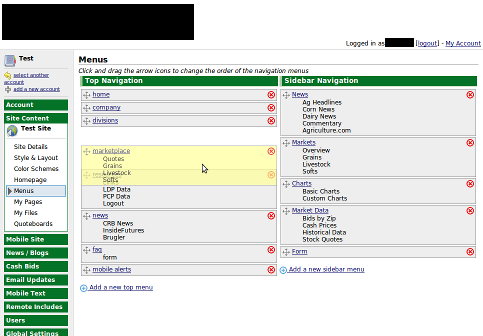 Logged in as [logout] - My Account
Test
select another account
add a new account
Account
Site Content
Test Site
Site Details
Style & Layout
Color Schemes
Homepage
Menus
My Pages
My Files
Quoteboards
Mobile Site
News / Blogs
Cash Bids
Email Updates
Mobile Text
Remote Includes
Users
Global Settings
Menus
Click and drag the arrow icons to change the order of the navigation menus
Top Navigation
home
company
divisions
marketplace
Quotes
Grains
Livestock
Softs
LDP Data
PCP Data
Logout
news
CRB News
InsideFutures
Brugler
faq
form
mobile alerts
Add a new top menu
Sidebar Navigation
News
Ag Headlines
Corn News
Dairy News
Commentary
Agriculture.com
Markets
Overview
Grains
Livestock
Softs
Charts
Basic Charts
Custom Charts
Market Data
Bids by Zip
Cash Prices
Historical Data
Stock Quotes
Form
Add a new sidebar menu